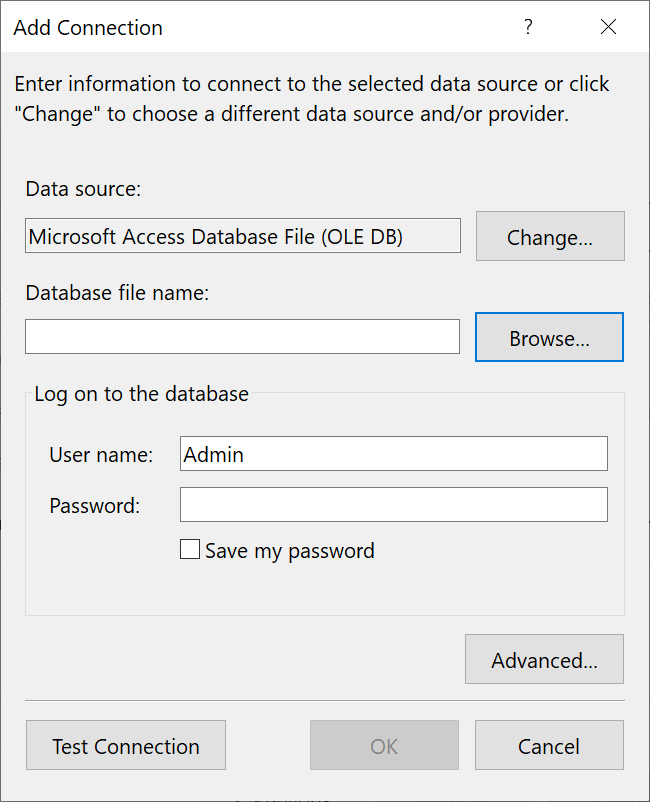 Add Connection
?
Enter information to connect to the selected data source or click
"Change" to choose a different data source and/or provider.
Data source:
Microsoft Access Database File (OLE DB)
Change...
Database file name:
Browse...
Log on to the database
User name:
Admin
Password:
Save my password
Advanced...
Test Connection
OK
Cancel